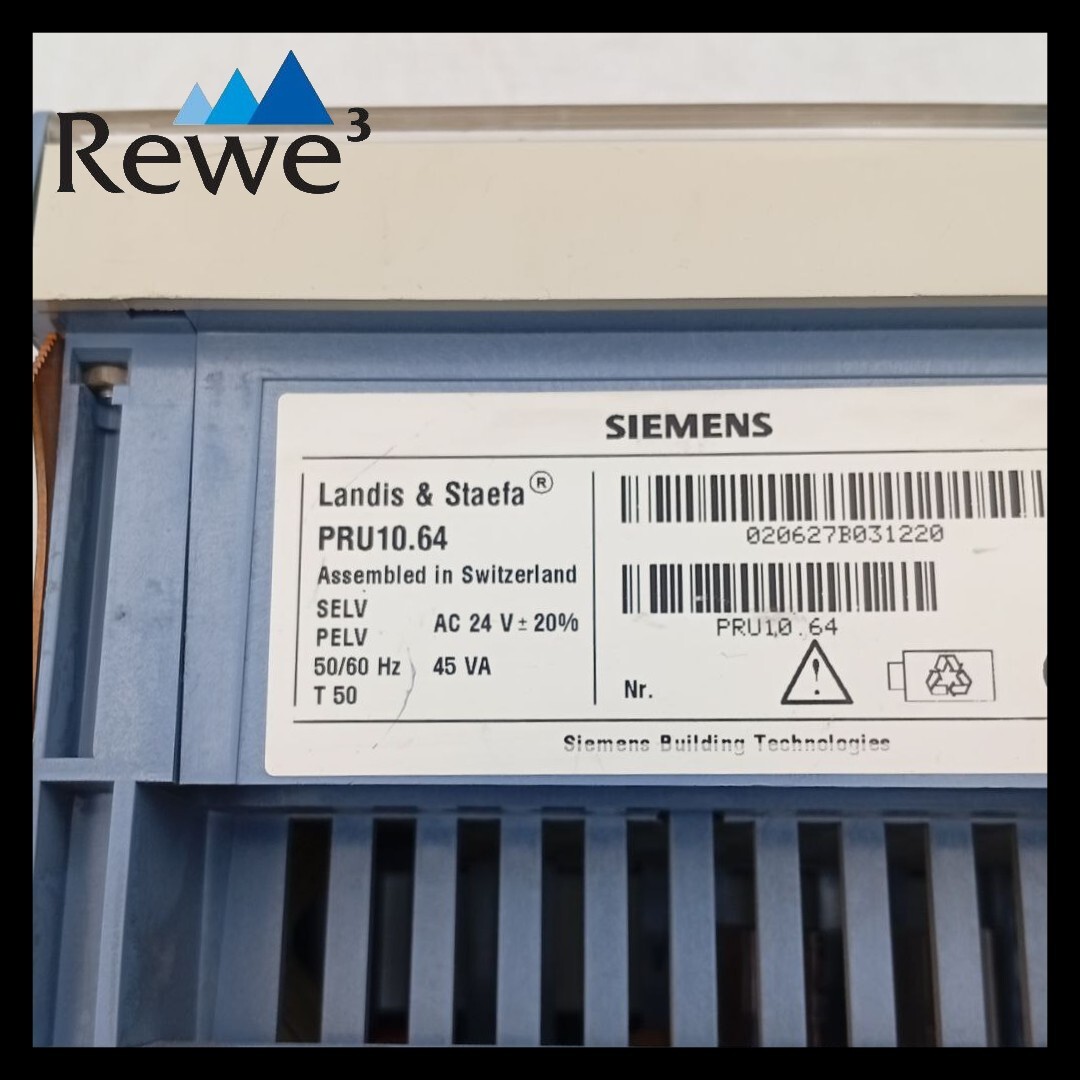 Rewe³
SIEMENS
Landis & Staefa®
PRU10.64
Assembled in Switzerland
SELV
PELV
AC 24 V ± 20%
50/60 Hz
45 VA
T 50
020627B031220
PRU10.64
Nr.
Siemens Building Technologies